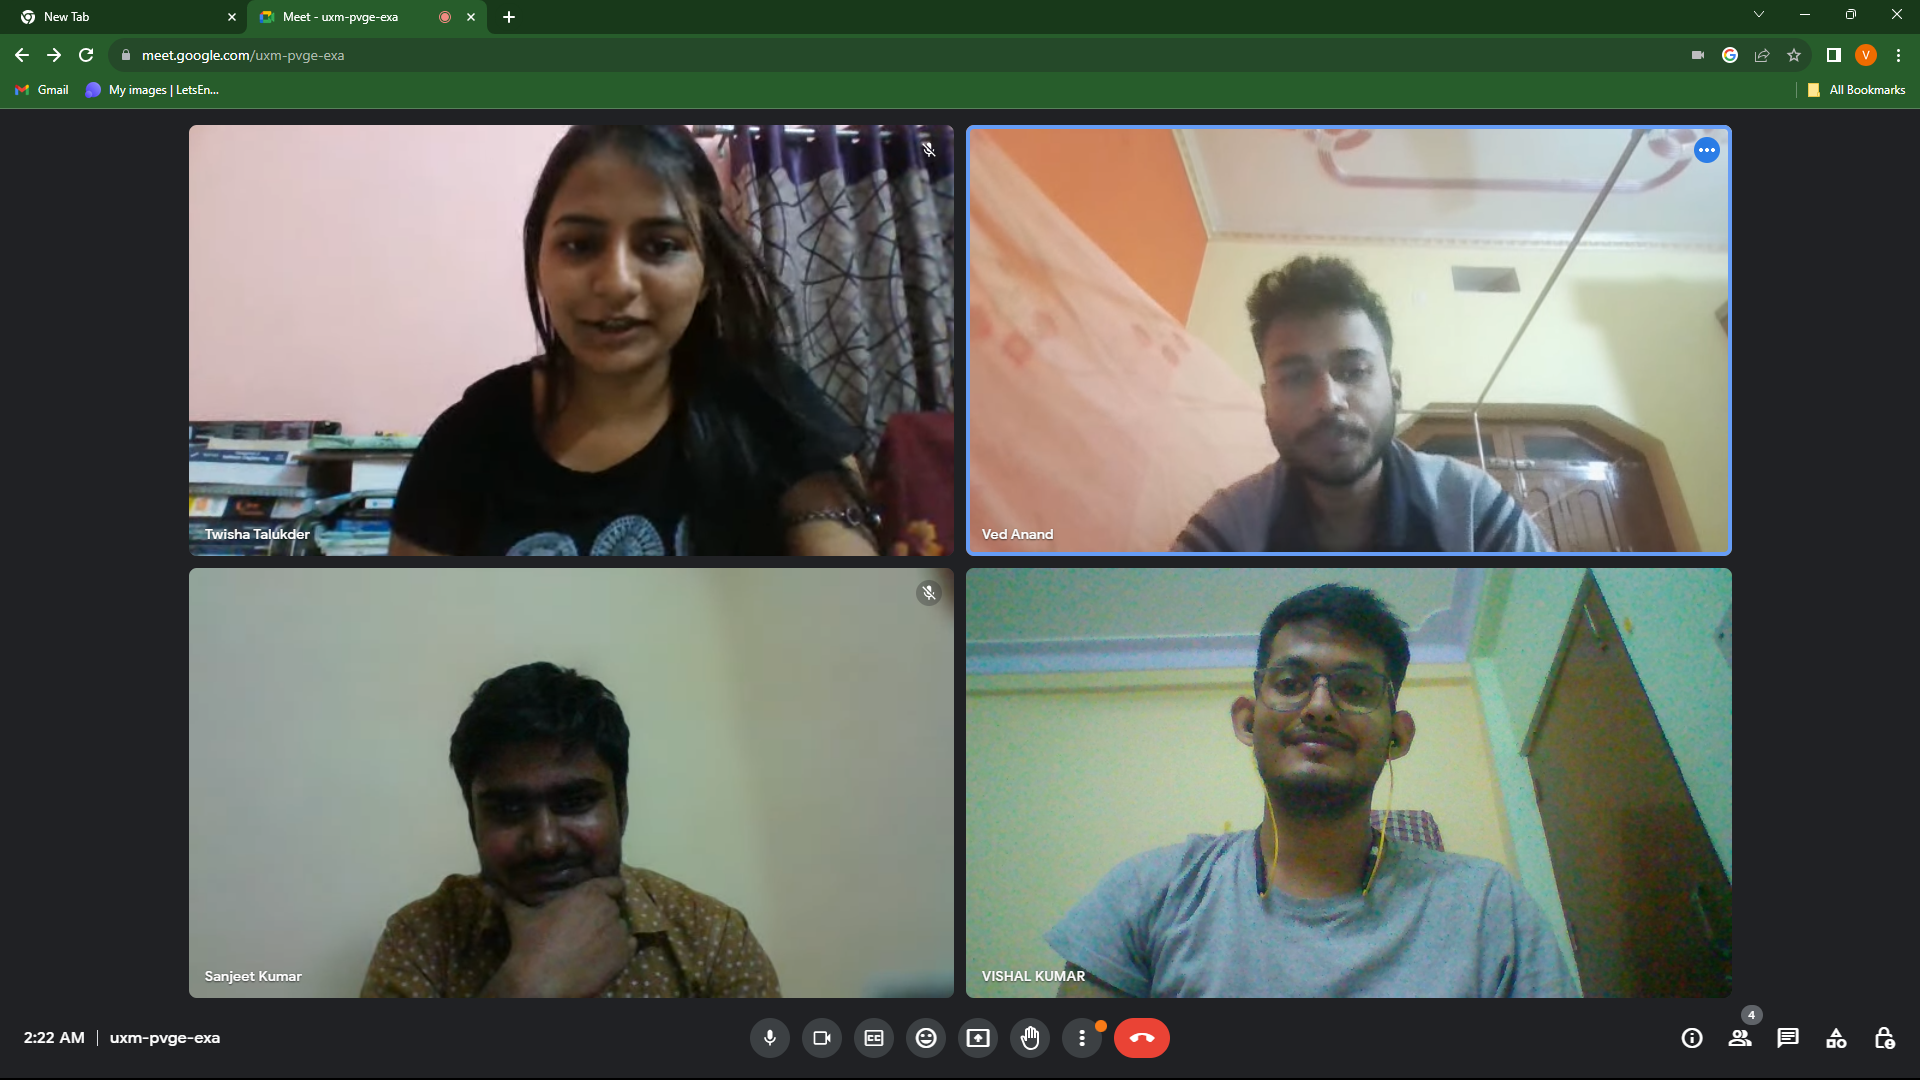 New Tab
Meet - uxm-pvge-exa
meet.google.com/uxm-pvge-exa
V
Gmail
My images | LetsEn...
All Bookmarks
Twisha Talukder
Ved Anand
Sanjeet Kumar
VISHAL KUMAR
2:22 AM | uxm-pvge-exa
CC
4